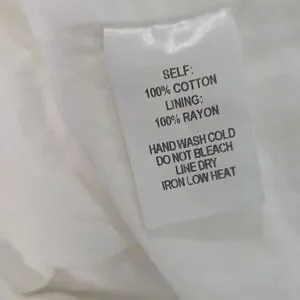 SELF:
100% COTTON
LINING:
100% RAYON
HAND WASH COLD
DO NOT BLEACH
LINE DRY
IRON LOW HEAT